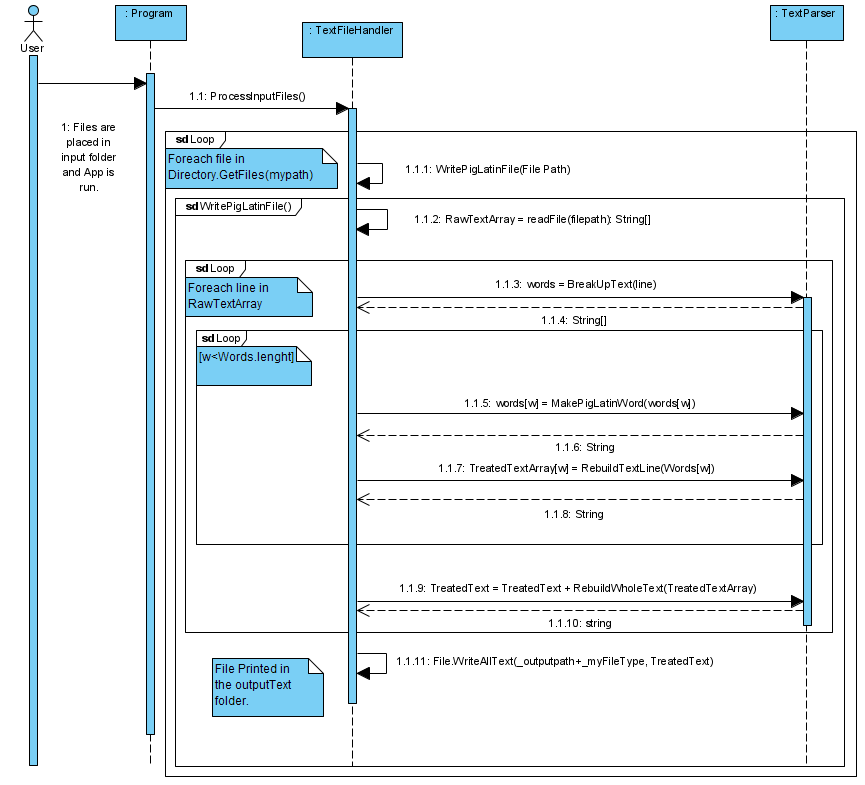 : Program
: TextFileHandler
: TextParser
User
1.1: ProcessInputFiles()
1: Files are
placed in
input folder
and App is
run.
sd Loop
Foreach file in
Directory.GetFiles(mypath)
1.1.1: WritePigLatinFile(File Path)
sd WritePigLatinFile()
1.1.2: RawTextArray = readFile(filepath): String[]
sd Loop
Foreach line in
RawTextArray
1.1.3: words = BreakUpText(line)
1.1.4: String[]
sd Loop
[w<Words.lenght]
1.1.5: words[w] = MakePigLatinWord(words[w])
1.1.6: String
1.1.7: TreatedTextArray[w] = RebuildTextLine(Words[w])
1.1.8: String
1.1.9: TreatedText = TreatedText + RebuildWholeText(TreatedTextArray)
1.1.10: string
1.1.11: File.WriteAllText(_outputpath+_myFileType, TreatedText)
File Printed in
the outputText
folder.